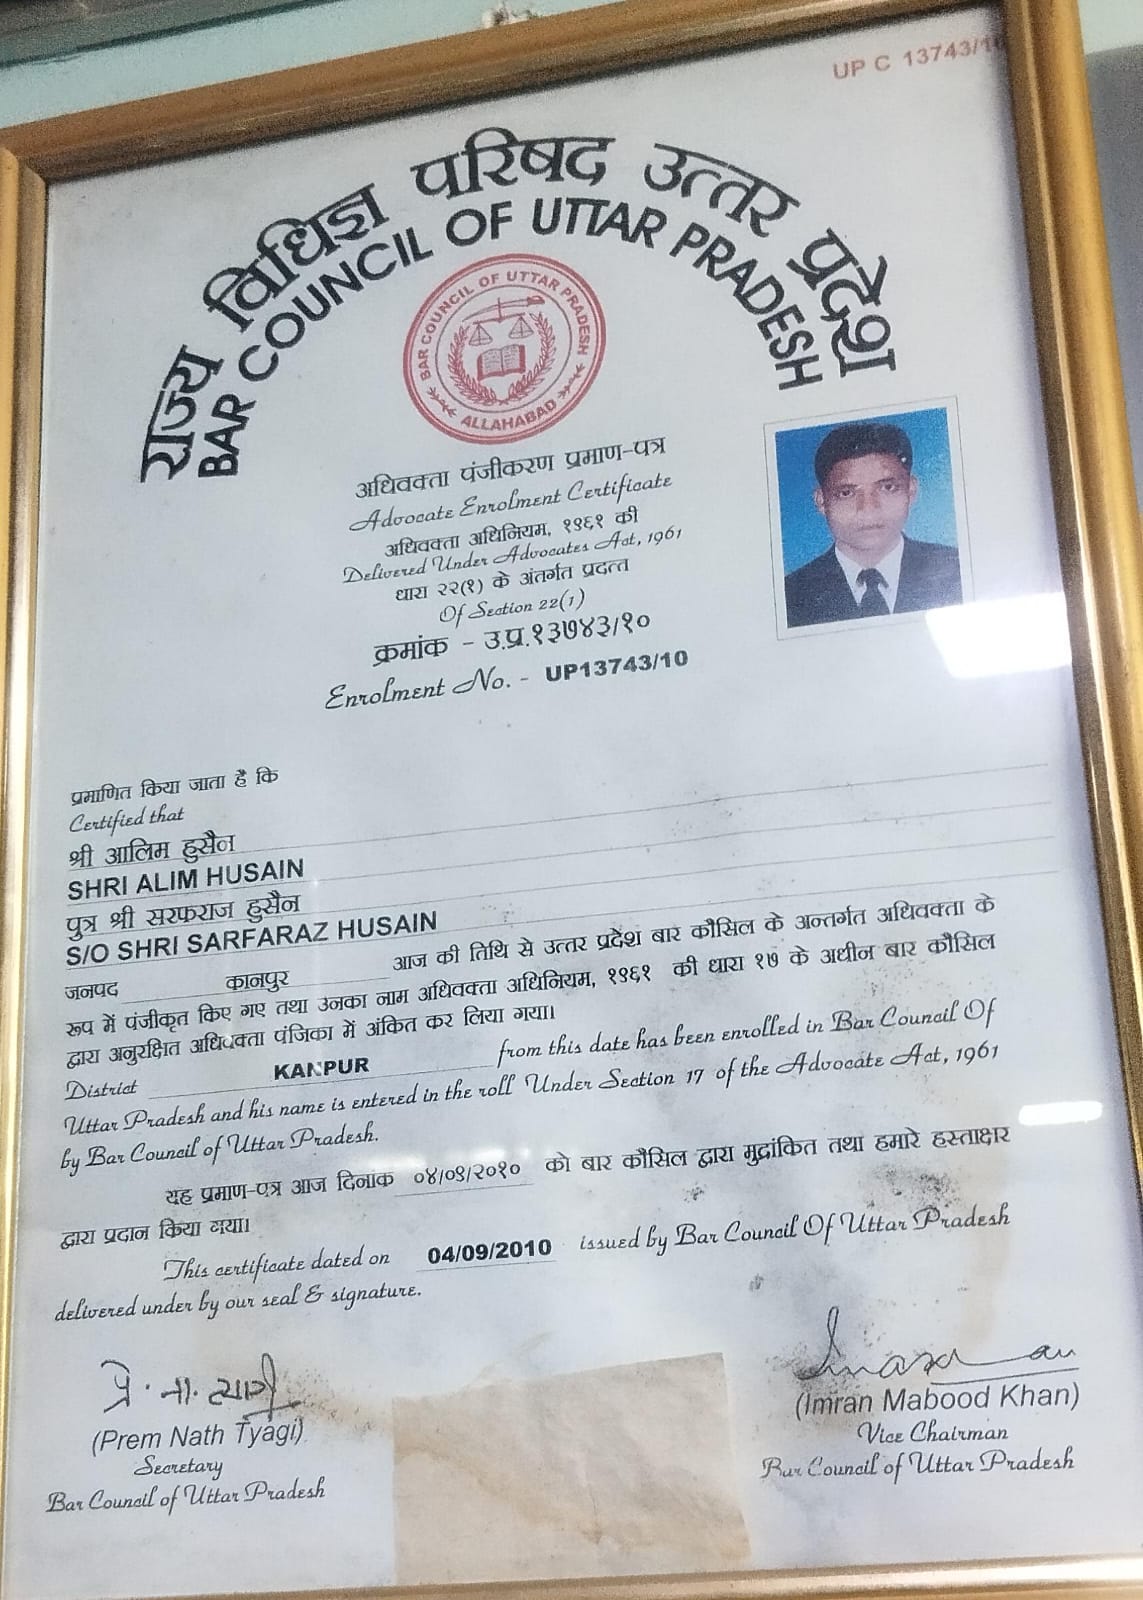 UP C 13743/10
राज्य विधिज्ञ परिषद उत्तर प्रदेश
BAR COUNCIL OF UTTAR PRADESH
BAR COUNCIL OF UTTAR PRADESH
ALLAHABAD
अधिवक्ता पंजीकरण प्रमाण-पत्र
Advocate Enrolment Certificate
अधिवक्ता अधिनियम, १९६१ की
Delivered Under Advocates Act, 1961
धारा २२(१) के अंतर्गत प्रदत्त
Of Section 22(1)
क्रमांक - उ.प्र.१३७४३/१०
Enrolment No. - UP13743/10
प्रमाणित किया जाता है कि
Certified that
श्री आलिम हुसैन
SHRI ALIM HUSAIN
पुत्र श्री सरफराज हुसैन
S/O SHRI SARFARAZ HUSAIN
जनपद कानपुर आज की तिथि से उत्तर प्रदेश बार कौसिल के अन्तर्गत अधिवक्ता के
रूप में पंजीकृत किए गए तथा उनका नाम अधिवक्ता अधिनियम, १९६१ की धारा १७ के अधीन बार कौसिल
द्वारा अनुरक्षित अधिवक्ता पंजिका में अंकित कर लिया गया।
District KANPUR from this date has been enrolled in Bar Council Of
Uttar Pradesh and his name is entered in the roll Under Section 17 of the Advocate Act, 1961
by Bar Council of Uttar Pradesh.
यह प्रमाण-पत्र आज दिनांक ०४/०९/२०१० को बार कौसिल द्वारा मुद्रांकित तथा हमारे हस्ताक्षर
द्वारा प्रदान किया गया।
This certificate dated on 04/09/2010 issued by Bar Council Of Uttar Pradesh
delivered under by our seal & signature.
प्रे. ना. त्यागी
(Prem Nath Tyagi)
Secretary
Bar Council of Uttar Pradesh
(Imran Mabood Khan)
Vice Chairman
Bar Council of Uttar Pradesh